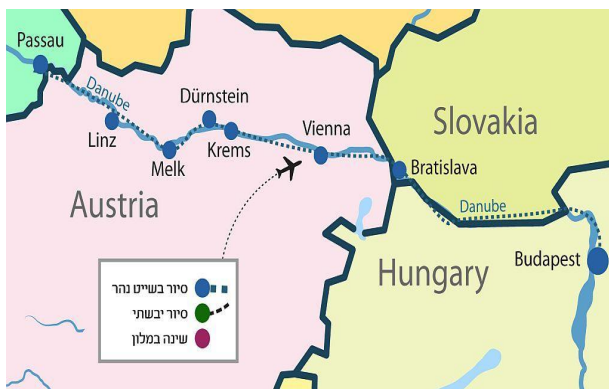 Passau
Danube
Linz
Melk
Dürnstein
Krems
Vienna
Bratislava
Slovakia
Danube
Austria
Hungary
Budapest
סיור בשייט נהר
סיור יבשתי
שינה במלון